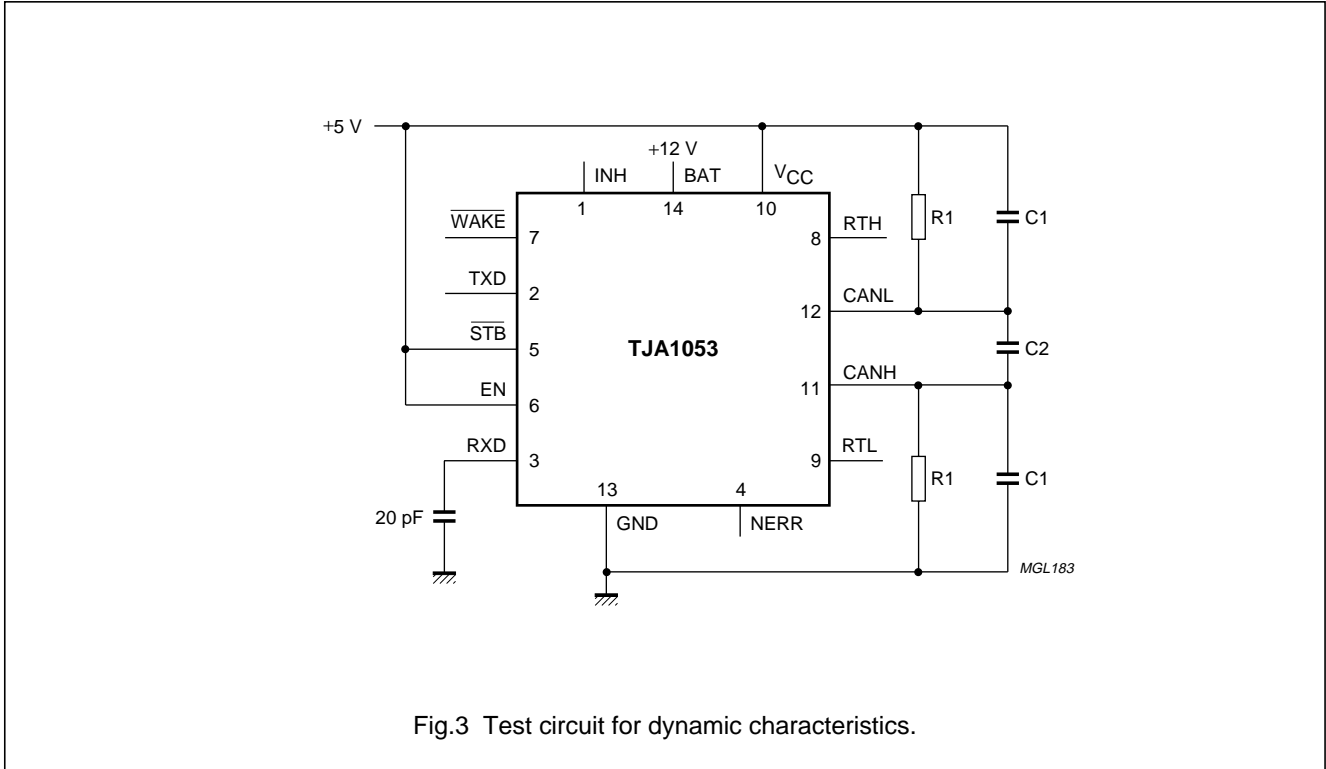 +5 V
+12 V
INH
BAT
VCC
1
14
10
WAKE
7
8
RTH
R1
C1
TXD
2
12
CANL
STB
5
TJA1053
C2
EN
6
11
CANH
RXD
3
9
RTL
R1
C1
13
4
20 pF
GND
NERR
MGL183
Fig.3 Test circuit for dynamic characteristics.